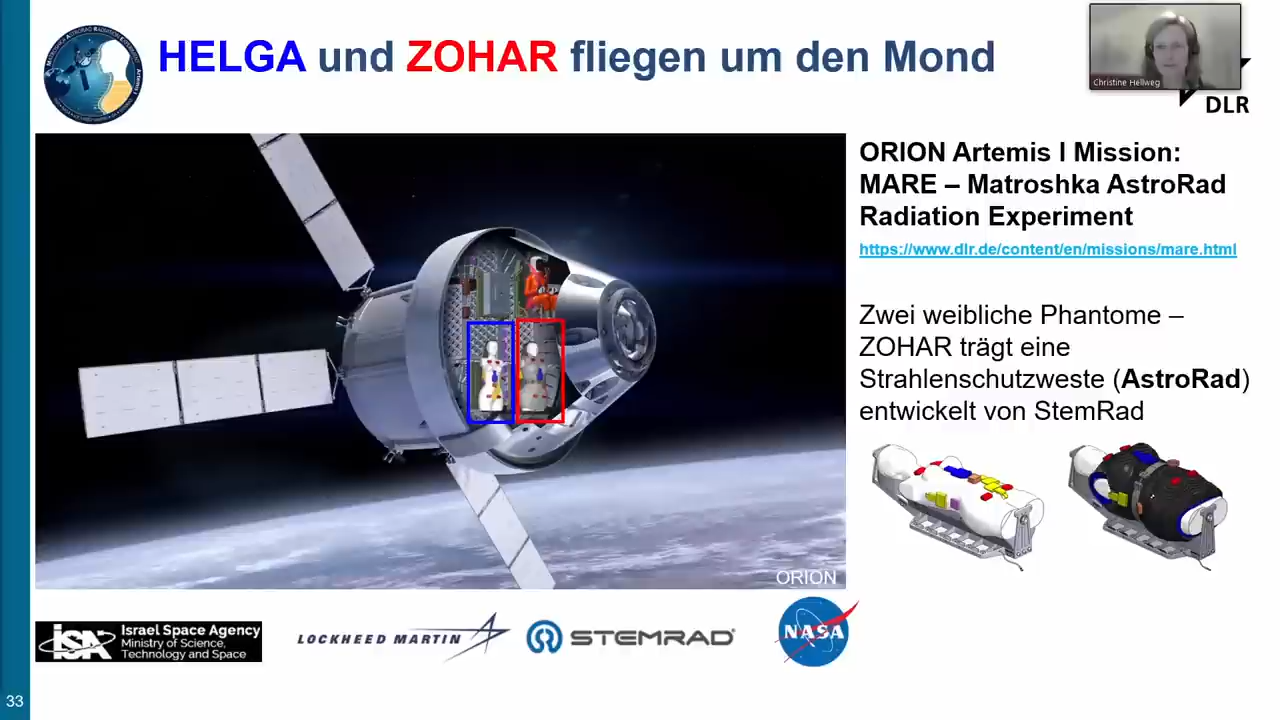 HELGA und ZOHAR fliegen um den Mond
Christine Hellweg
DLR
ORION Artemis I Mission:
MARE – Matroshka AstroRad
Radiation Experiment
https://www.dlr.de/content/en/missions/mare.html
Zwei weibliche Phantome –
ZOHAR trägt eine
Strahlenschutzweste (AstroRad)
entwickelt von StemRad
ORION
ISA
Israel Space Agency
Ministry of Science,
Technology and Space
LOCKHEED MARTIN
STEMRAD
NASA
33